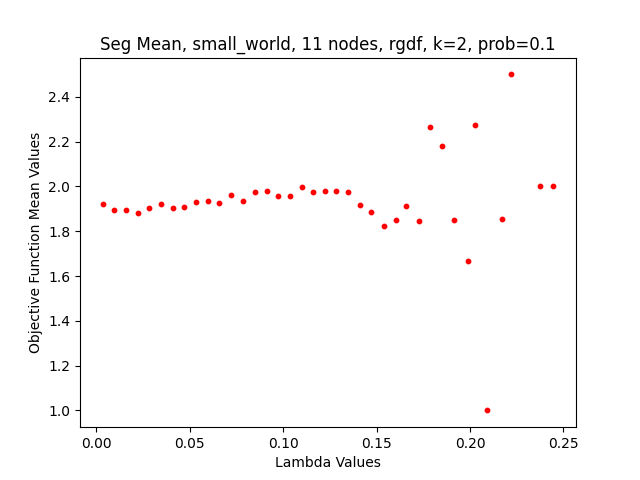 Seg Mean, small_world, 11 nodes, rgdf, k=2, prob=0.1
Objective Function Mean Values
2.4
2.2
2.0
1.8
1.6
1.4
1.2
1.0
0.00 0.05 0.10 0.15 0.20 0.25
Lambda Values